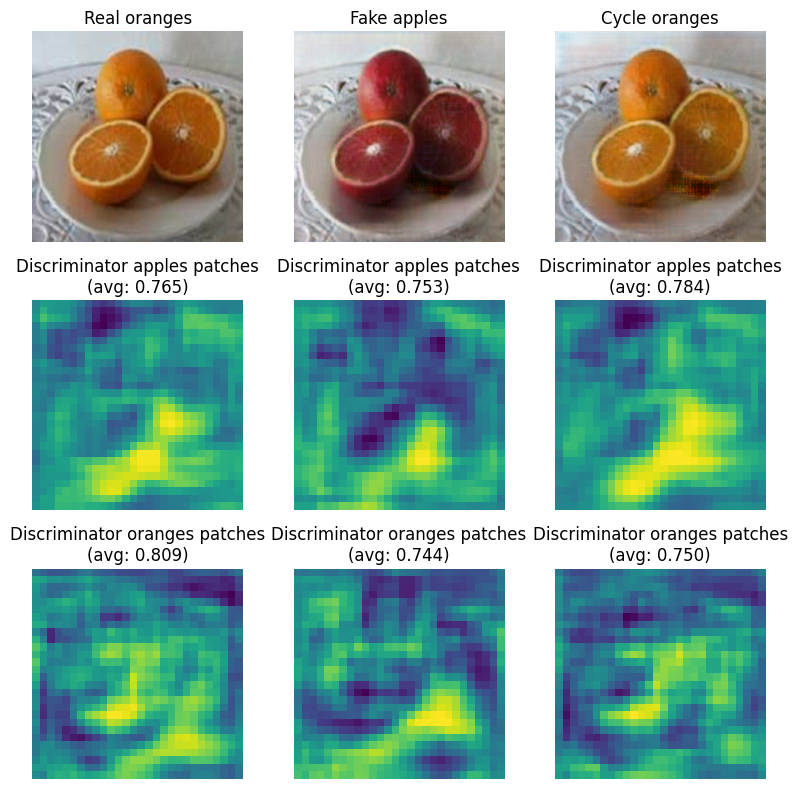 Real oranges
Fake apples
Cycle oranges
Discriminator apples patches
(avg: 0.765)
Discriminator apples patches
(avg: 0.753)
Discriminator apples patches
(avg: 0.784)
Discriminator oranges patches
(avg: 0.809)
Discriminator oranges patches
(avg: 0.744)
Discriminator oranges patches
(avg: 0.750)